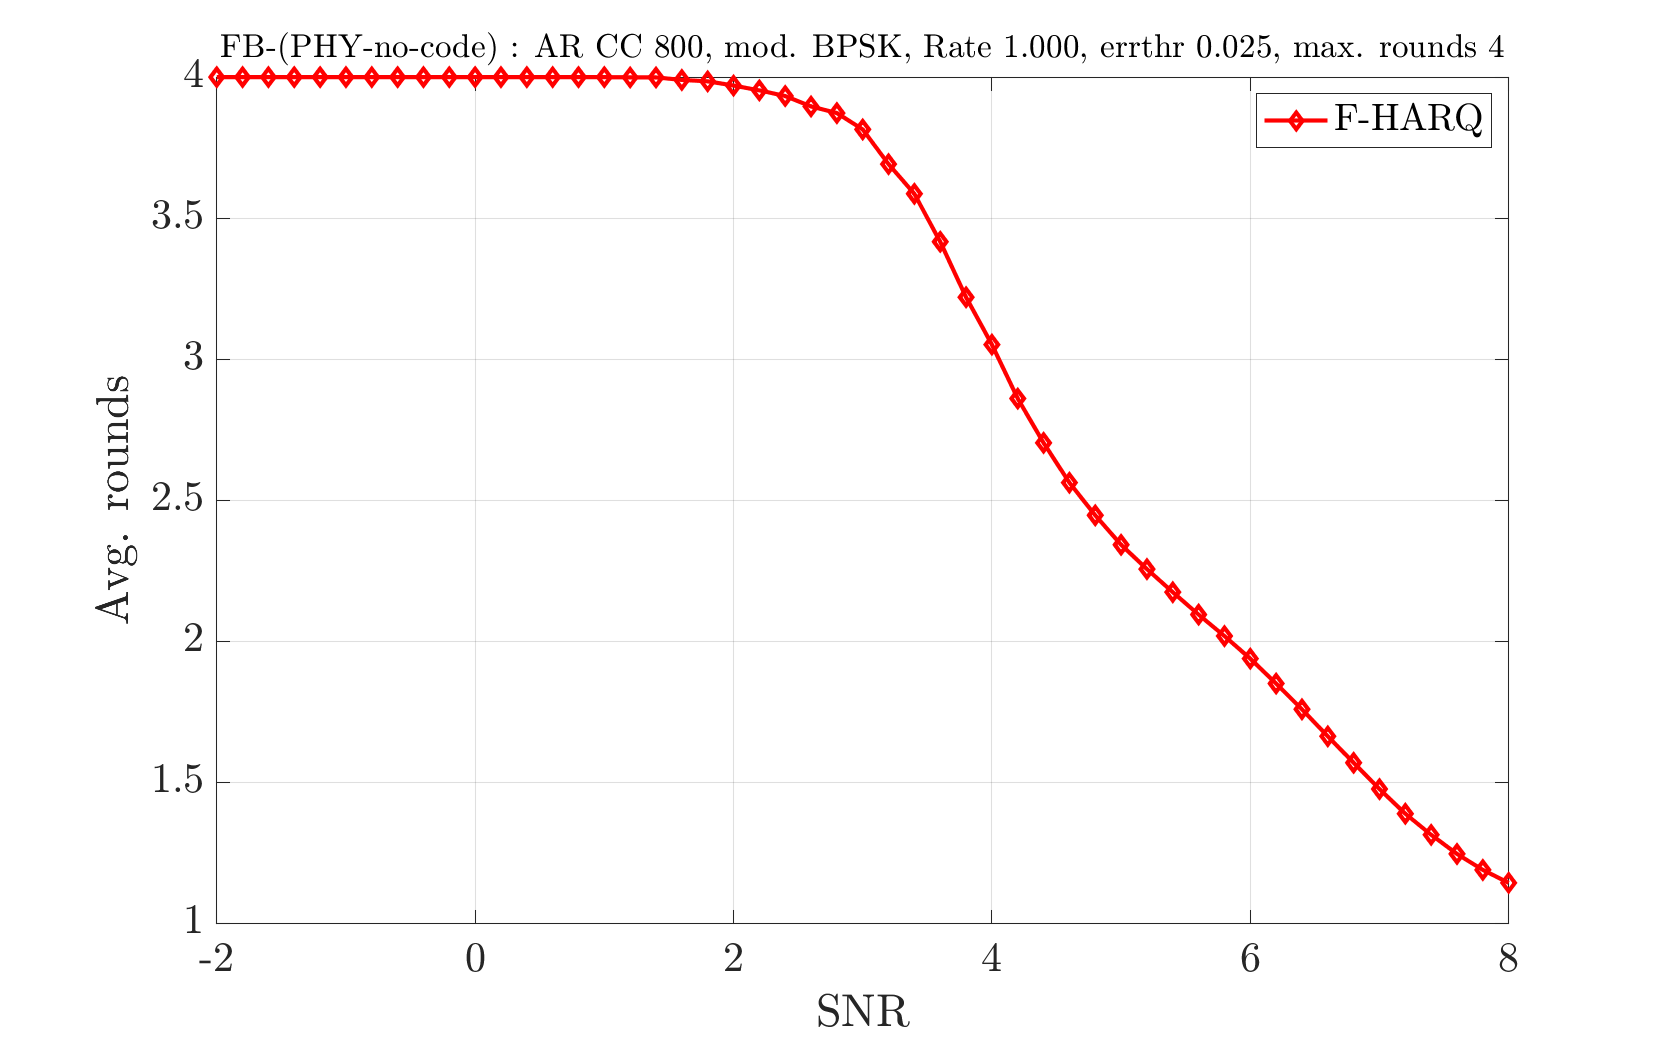 FB-(PHY-no-code) : AR CC 800, mod. BPSK, Rate 1.000, errthr 0.025, max. rounds 4
F-HARQ
4
3.5
3
2.5
2
1.5
1
Avg. rounds
-2 0 2 4 6 8
SNR